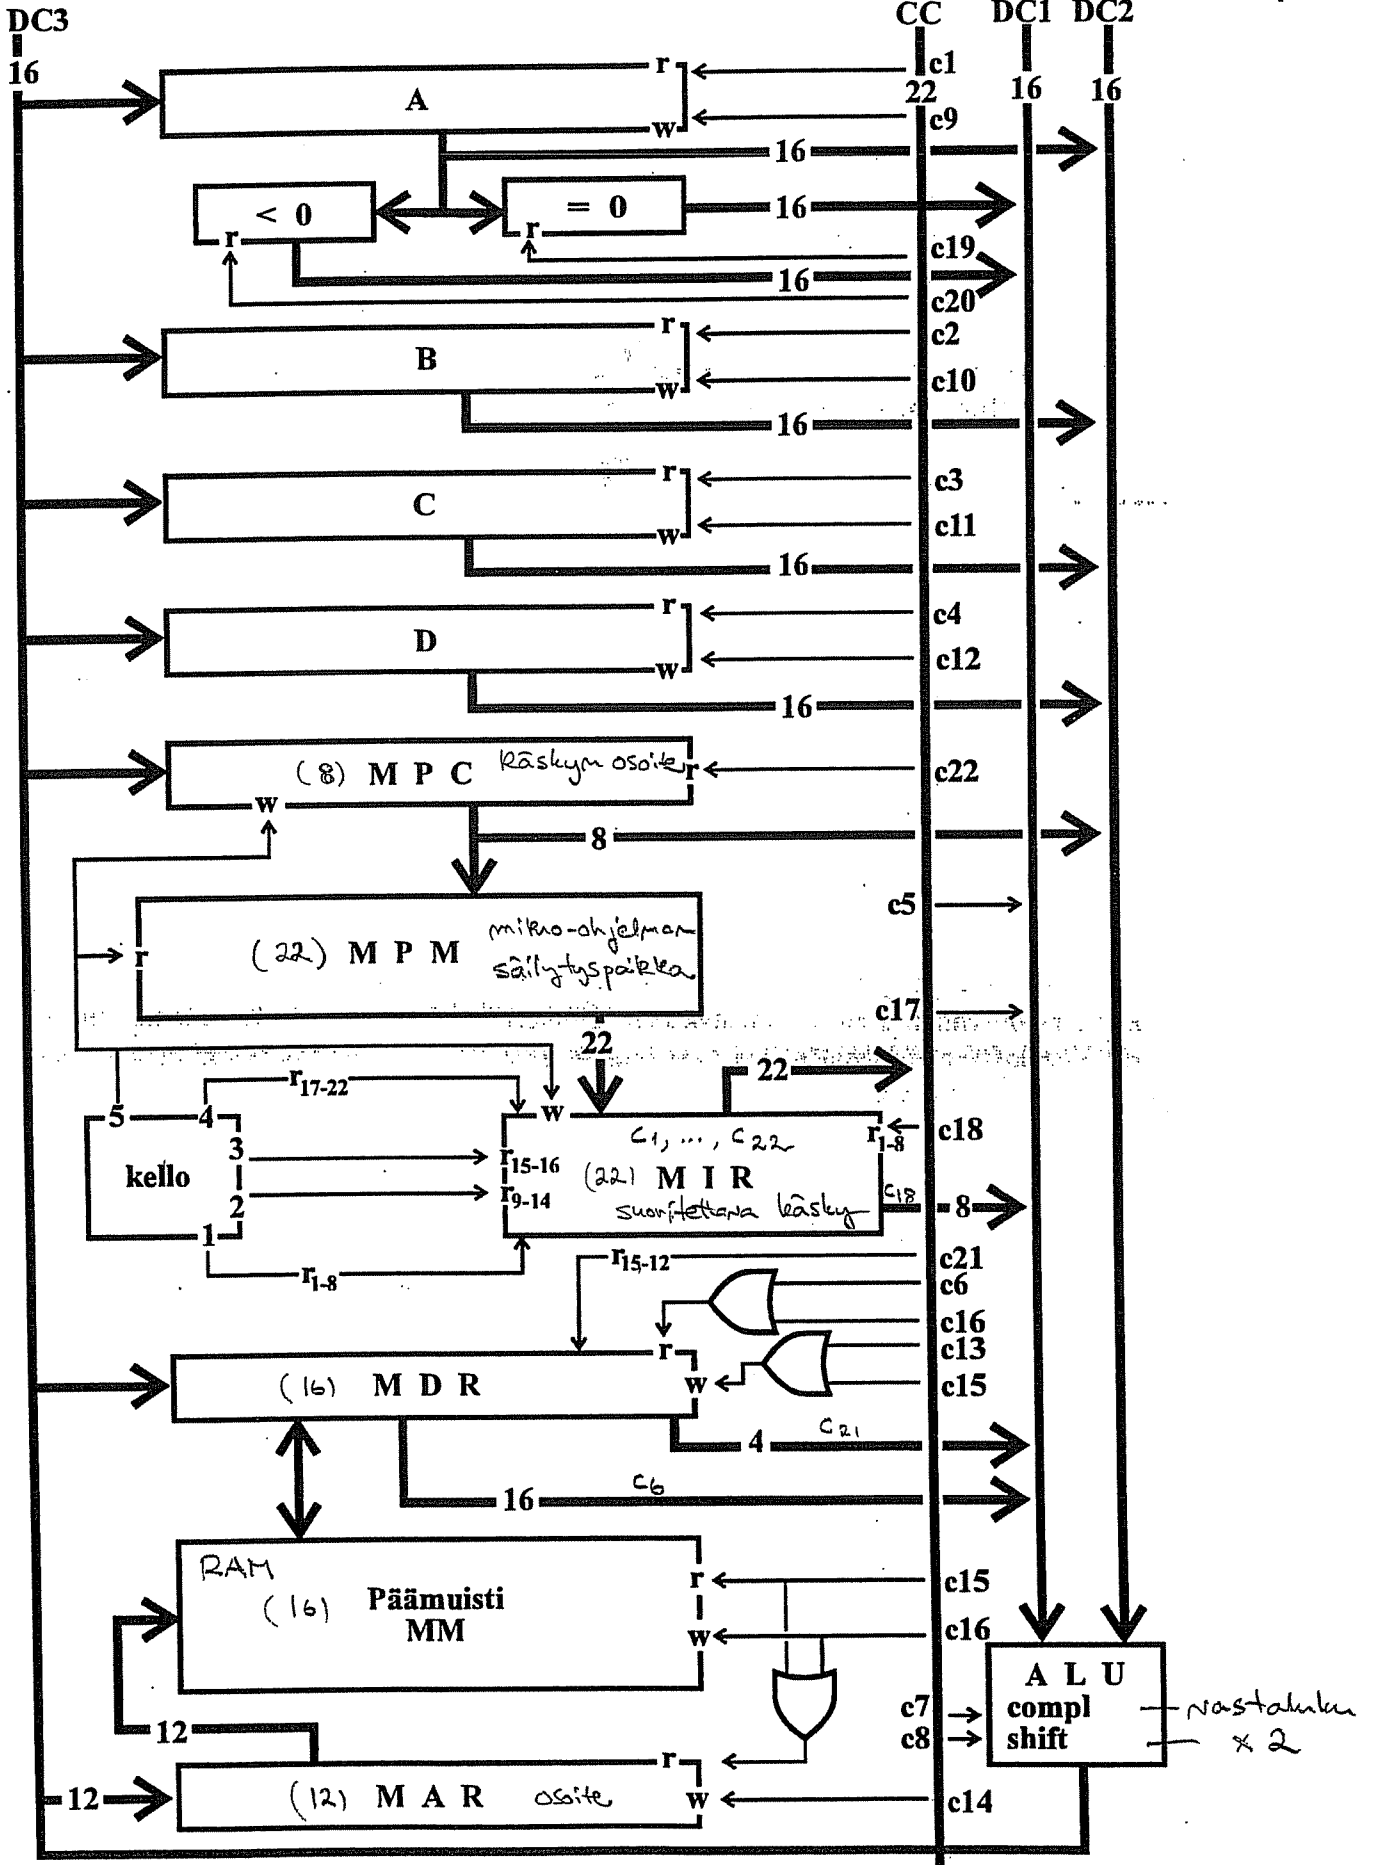 DC3 CC DC1 DC2
16 r c1
22 16 16
A
w c9
16
< 0 = 0 16
r r c19
16
c20
r c2
B
w c10
16
r c3
C
w c11
16
r c4
D
w c12
16
(8) M P C käskyn osoite r c22
w
8
c5
r (22) M P M mikro-ohjelman
säilytyspaikka
c17
22
22
r17-22
5 4 w
3 c1, ..., c22 r1-8 c18
kello r15-16 (22) M I R
2 r9-14 suoritettava käsky c18 8
1
r1-8 r15-12 c21
c6
c16
r c13
(16) M D R w c15
4 c21
16 c6
RAM
r c15
(16) Päämuisti
MM w c16
A L U
c7 compl vastaluku
c8 shift x 2
12
r
12 (12) M A R osoite w c14